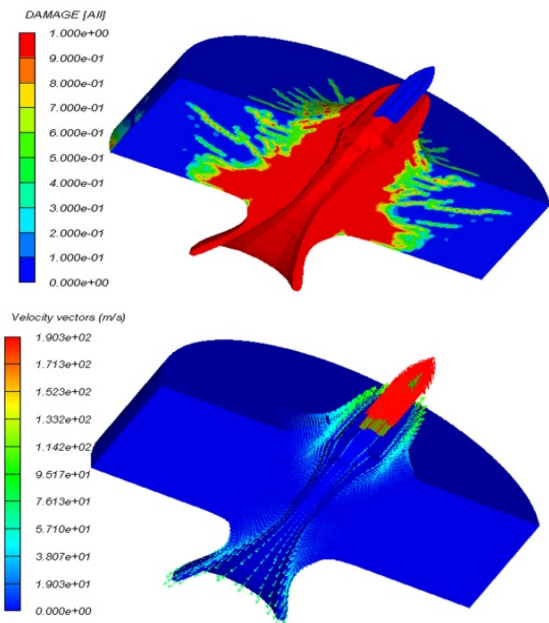 DAMAGE [All]
1.000e+00
9.000e-01
8.000e-01
7.000e-01
6.000e-01
5.000e-01
4.000e-01
3.000e-01
2.000e-01
1.000e-01
0.000e+00
Velocity vectors (m/s)
1.903e+02
1.713e+02
1.523e+02
1.332e+02
1.142e+02
9.517e+01
7.614e+01
5.710e+01
3.807e+01
1.903e+01
0.000e+00